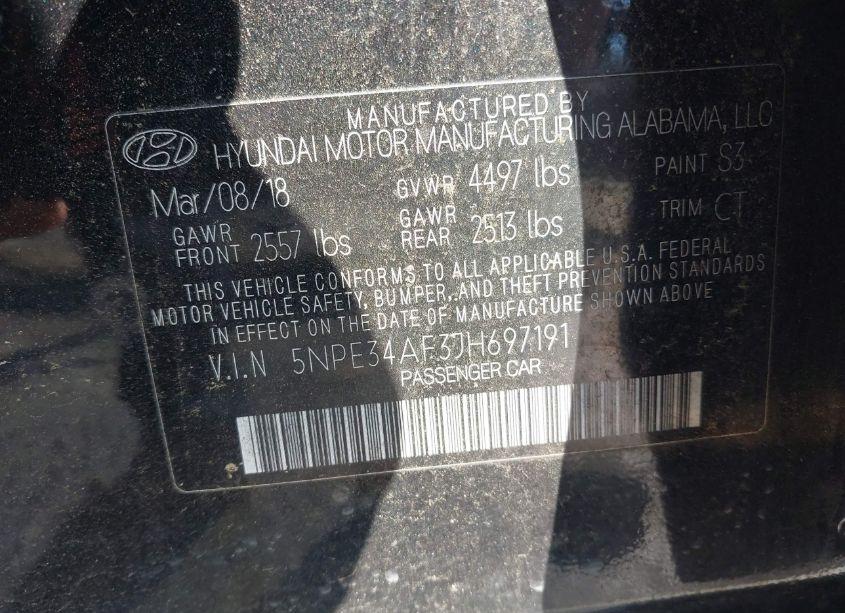 MANUFACTURED BY
HYUNDAI MOTOR MANUFACTURING ALABAMA, LLC
Mar/08/18 GVWR 4497 lbs PAINT S3
GAWR FRONT 2557 lbs GAWR REAR 2513 lbs TRIM CT
THIS VEHICLE CONFORMS TO ALL APPLICABLE U.S.A. FEDERAL
MOTOR VEHICLE SAFETY, BUMPER, AND THEFT PREVENTION STANDARDS
IN EFFECT ON THE DATE OF MANUFACTURE SHOWN ABOVE
V.I.N 5NPE34AF3JH697191
PASSENGER CAR